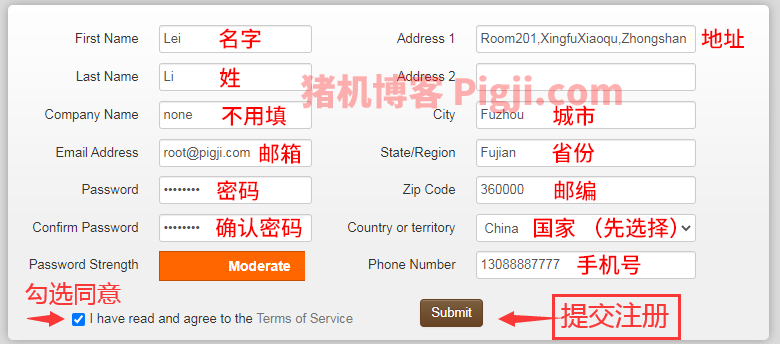 First Name Lei 名字
Address 1 Room201,XingfuXiaoqu,Zhongshan 地址
Last Name Li 姓
Address 2
猪机博客 Pigji.com
Company Name none 不用填
City Fuzhou 城市
Email Address root@pigji.com 邮箱
State/Region Fujian 省份
Password •••••••• 密码
Zip Code 360000 邮编
Confirm Password •••••••• 确认密码
Country or territory China 国家 （先选择）
Password Strength Moderate
Phone Number 13088887777 手机号
勾选同意
I have read and agree to the Terms of Service
Submit
提交注册